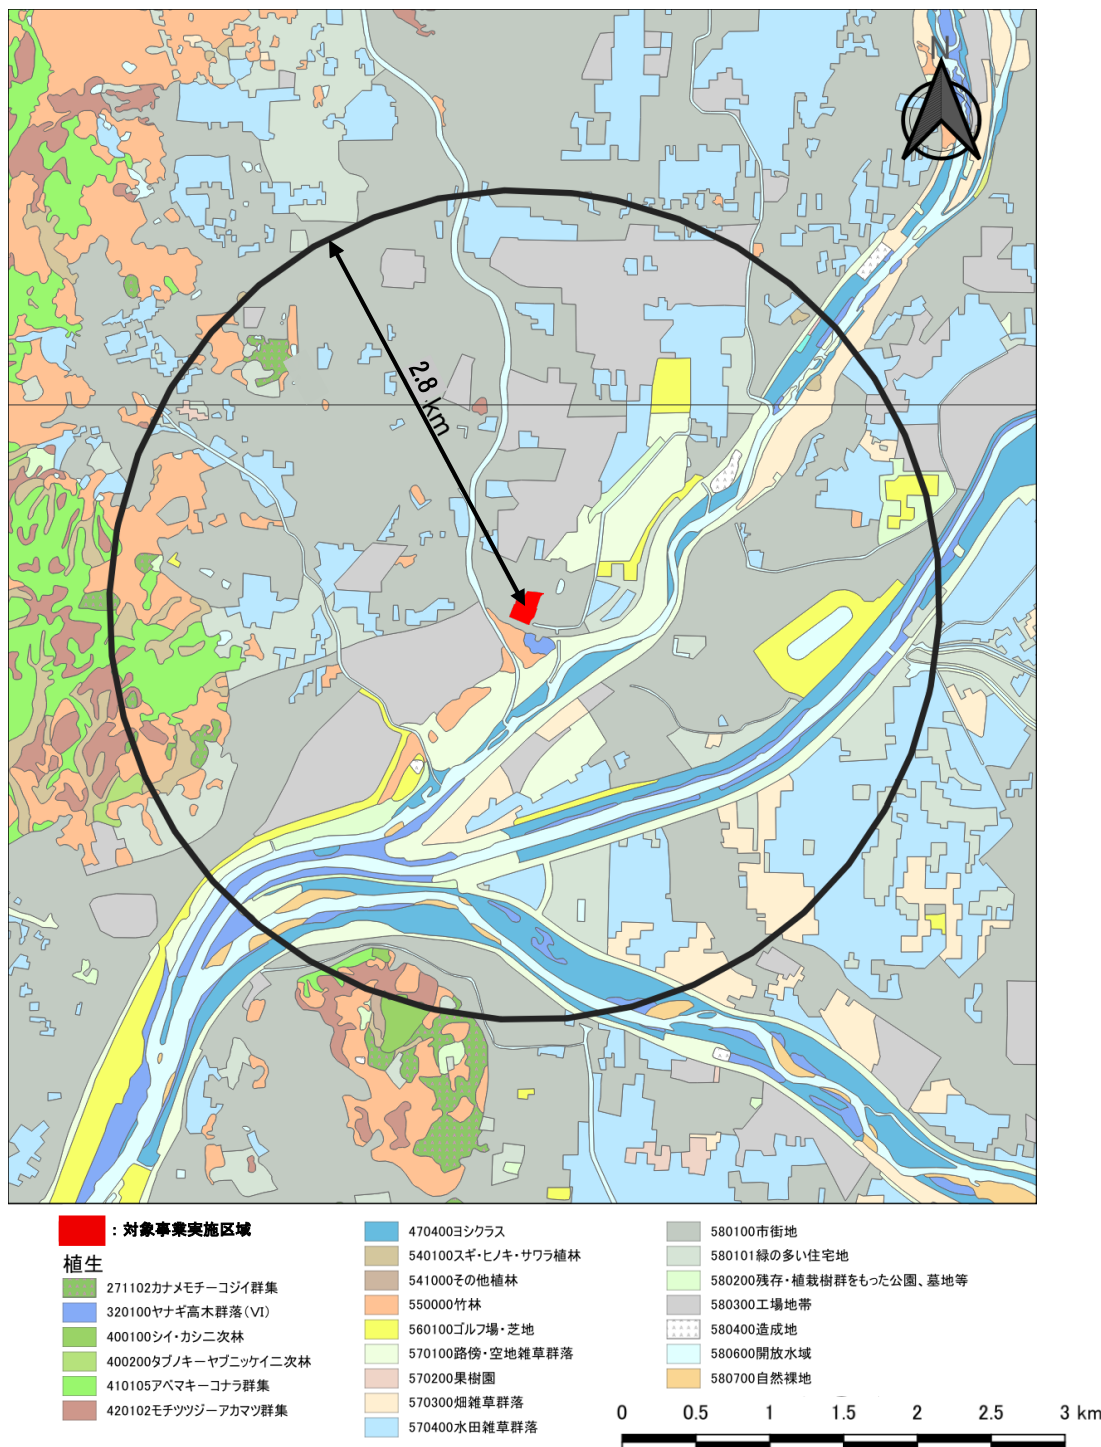 N
2.8 km
：対象事業実施区域
植生
271102カナメモチーコジイ群集
320100ヤナギ高木群落(Ⅵ)
400100シイ・カシ二次林
400200タブノキーヤブニッケイ二次林
410105アベマキーコナラ群集
420102モチツツジーアカマツ群集
470400ヨシクラス
540100スギ・ヒノキ・サワラ植林
541000その他植林
550000竹林
560100ゴルフ場・芝地
570100路傍・空地雑草群落
570200果樹園
570300畑雑草群落
570400水田雑草群落
580100市街地
580101緑の多い住宅地
580200残存・植栽樹群をもった公園、墓地等
580300工場地帯
580400造成地
580600開放水域
580700自然裸地
0 0.5 1 1.5 2 2.5 3 km